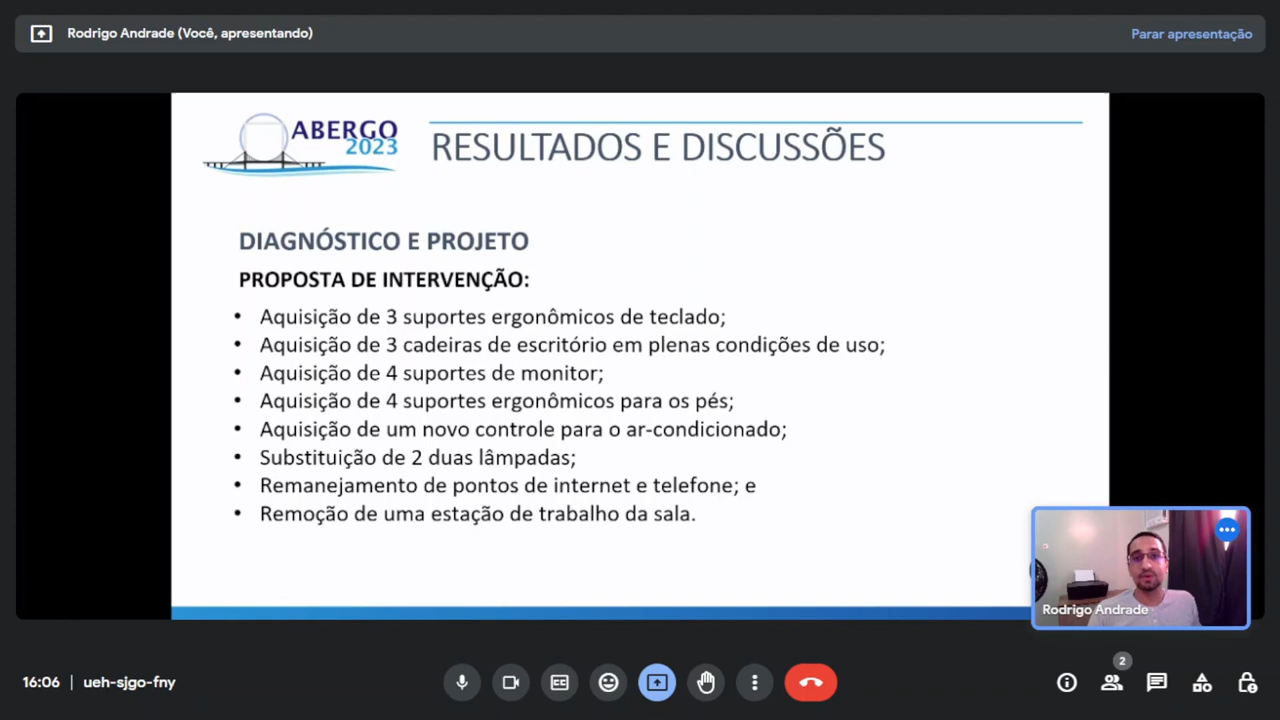 Rodrigo Andrade (Você, apresentando)
Parar apresentação
ABERGO
2023
RESULTADOS E DISCUSSÕES
DIAGNÓSTICO E PROJETO
PROPOSTA DE INTERVENÇÃO:
• Aquisição de 3 suportes ergonômicos de teclado;
• Aquisição de 3 cadeiras de escritório em plenas condições de uso;
• Aquisição de 4 suportes de monitor;
• Aquisição de 4 suportes ergonômicos para os pés;
• Aquisição de um novo controle para o ar-condicionado;
• Substituição de 2 duas lâmpadas;
• Remanejamento de pontos de internet e telefone; e
• Remoção de uma estação de trabalho da sala.
Rodrigo Andrade
16:06 | ueh-sjgo-fny
2